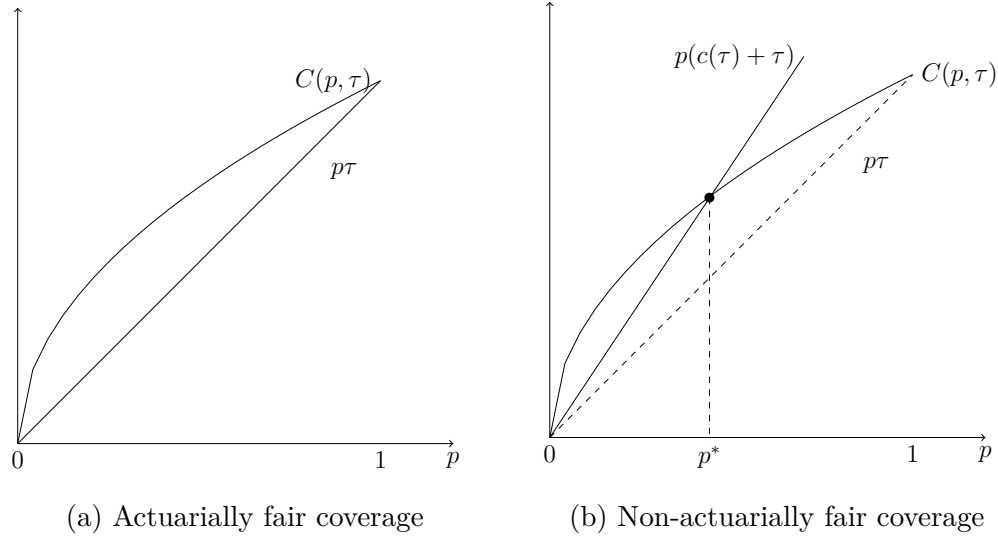 C(p, τ)
pτ
0
1
p
(a) Actuarially fair coverage
p(c(τ) + τ)
C(p, τ)
pτ
0
p*
1
p
(b) Non-actuarially fair coverage